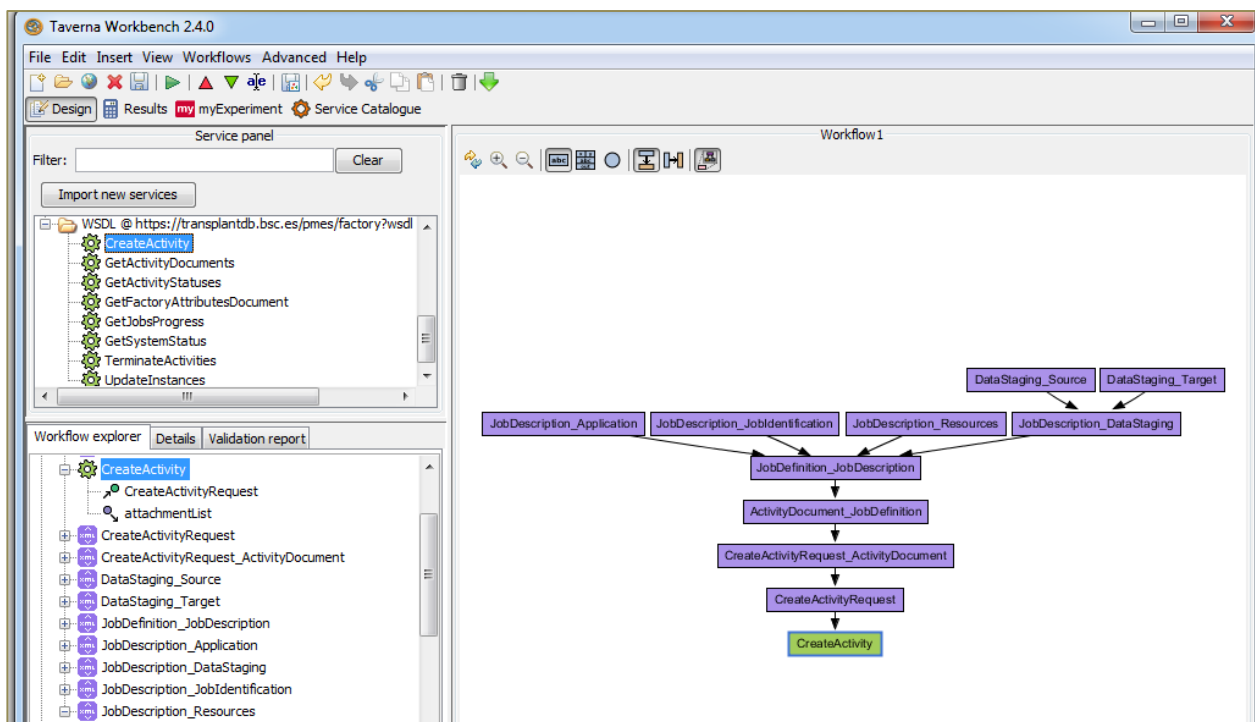 Taverna Workbench 2.4.0
File Edit Insert View Workflows Advanced Help
Design Results my myExperiment Service Catalogue
Service panel
Filter: Clear
Import new services
WSDL @ https://transplantdb.bsc.es/pmes/factory?wsdl
CreateActivity
GetActivityDocuments
GetActivityStatuses
GetFactoryAttributesDocument
GetJobsProgress
GetSystemStatus
TerminateActivities
UpdateInstances
Workflow explorer Details Validation report
CreateActivity
CreateActivityRequest
attachmentList
CreateActivityRequest
CreateActivityRequest_ActivityDocument
DataStaging_Source
DataStaging_Target
JobDefinition_JobDescription
JobDescription_Application
JobDescription_DataStaging
JobDescription_JobIdentification
JobDescription_Resources
Workflow1
DataStaging_Source DataStaging_Target
JobDescription_Application JobDescription_JobIdentification JobDescription_Resources JobDescription_DataStaging
JobDefinition_JobDescription
ActivityDocument_JobDefinition
CreateActivityRequest_ActivityDocument
CreateActivityRequest
CreateActivity